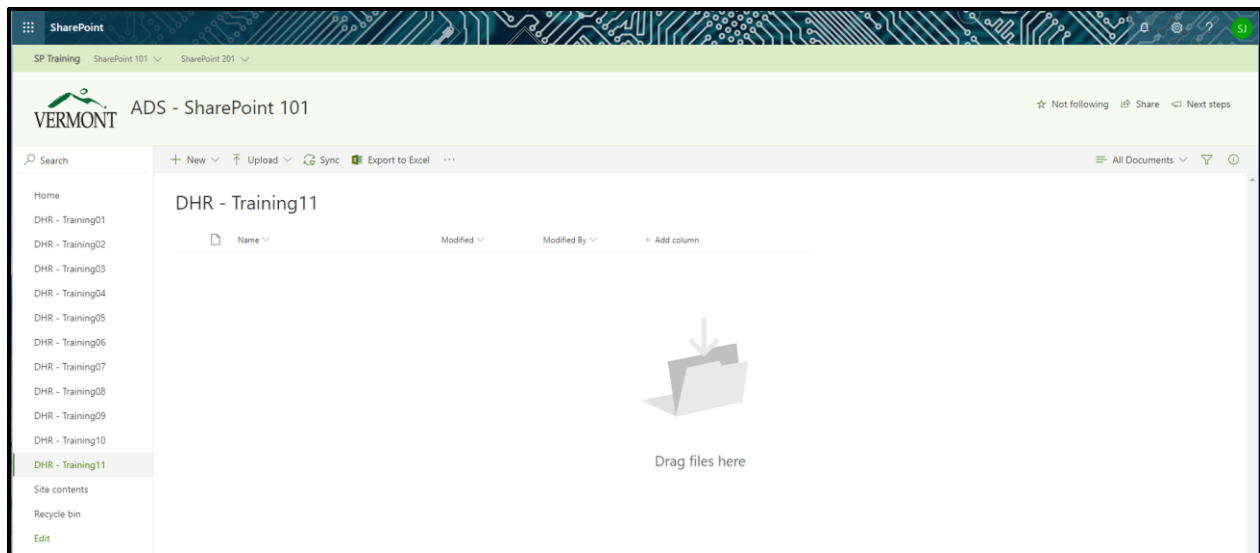 SharePoint
SJ
SP Training SharePoint 101 SharePoint 201
VERMONT
ADS - SharePoint 101
Not following Share Next steps
Search
+ New Upload Sync Export to Excel ···
All Documents
Home
DHR - Training01
DHR - Training02
DHR - Training03
DHR - Training04
DHR - Training05
DHR - Training06
DHR - Training07
DHR - Training08
DHR - Training09
DHR - Training10
DHR - Training11
Site contents
Recycle bin
Edit
DHR - Training11
Name Modified Modified By + Add column
Drag files here